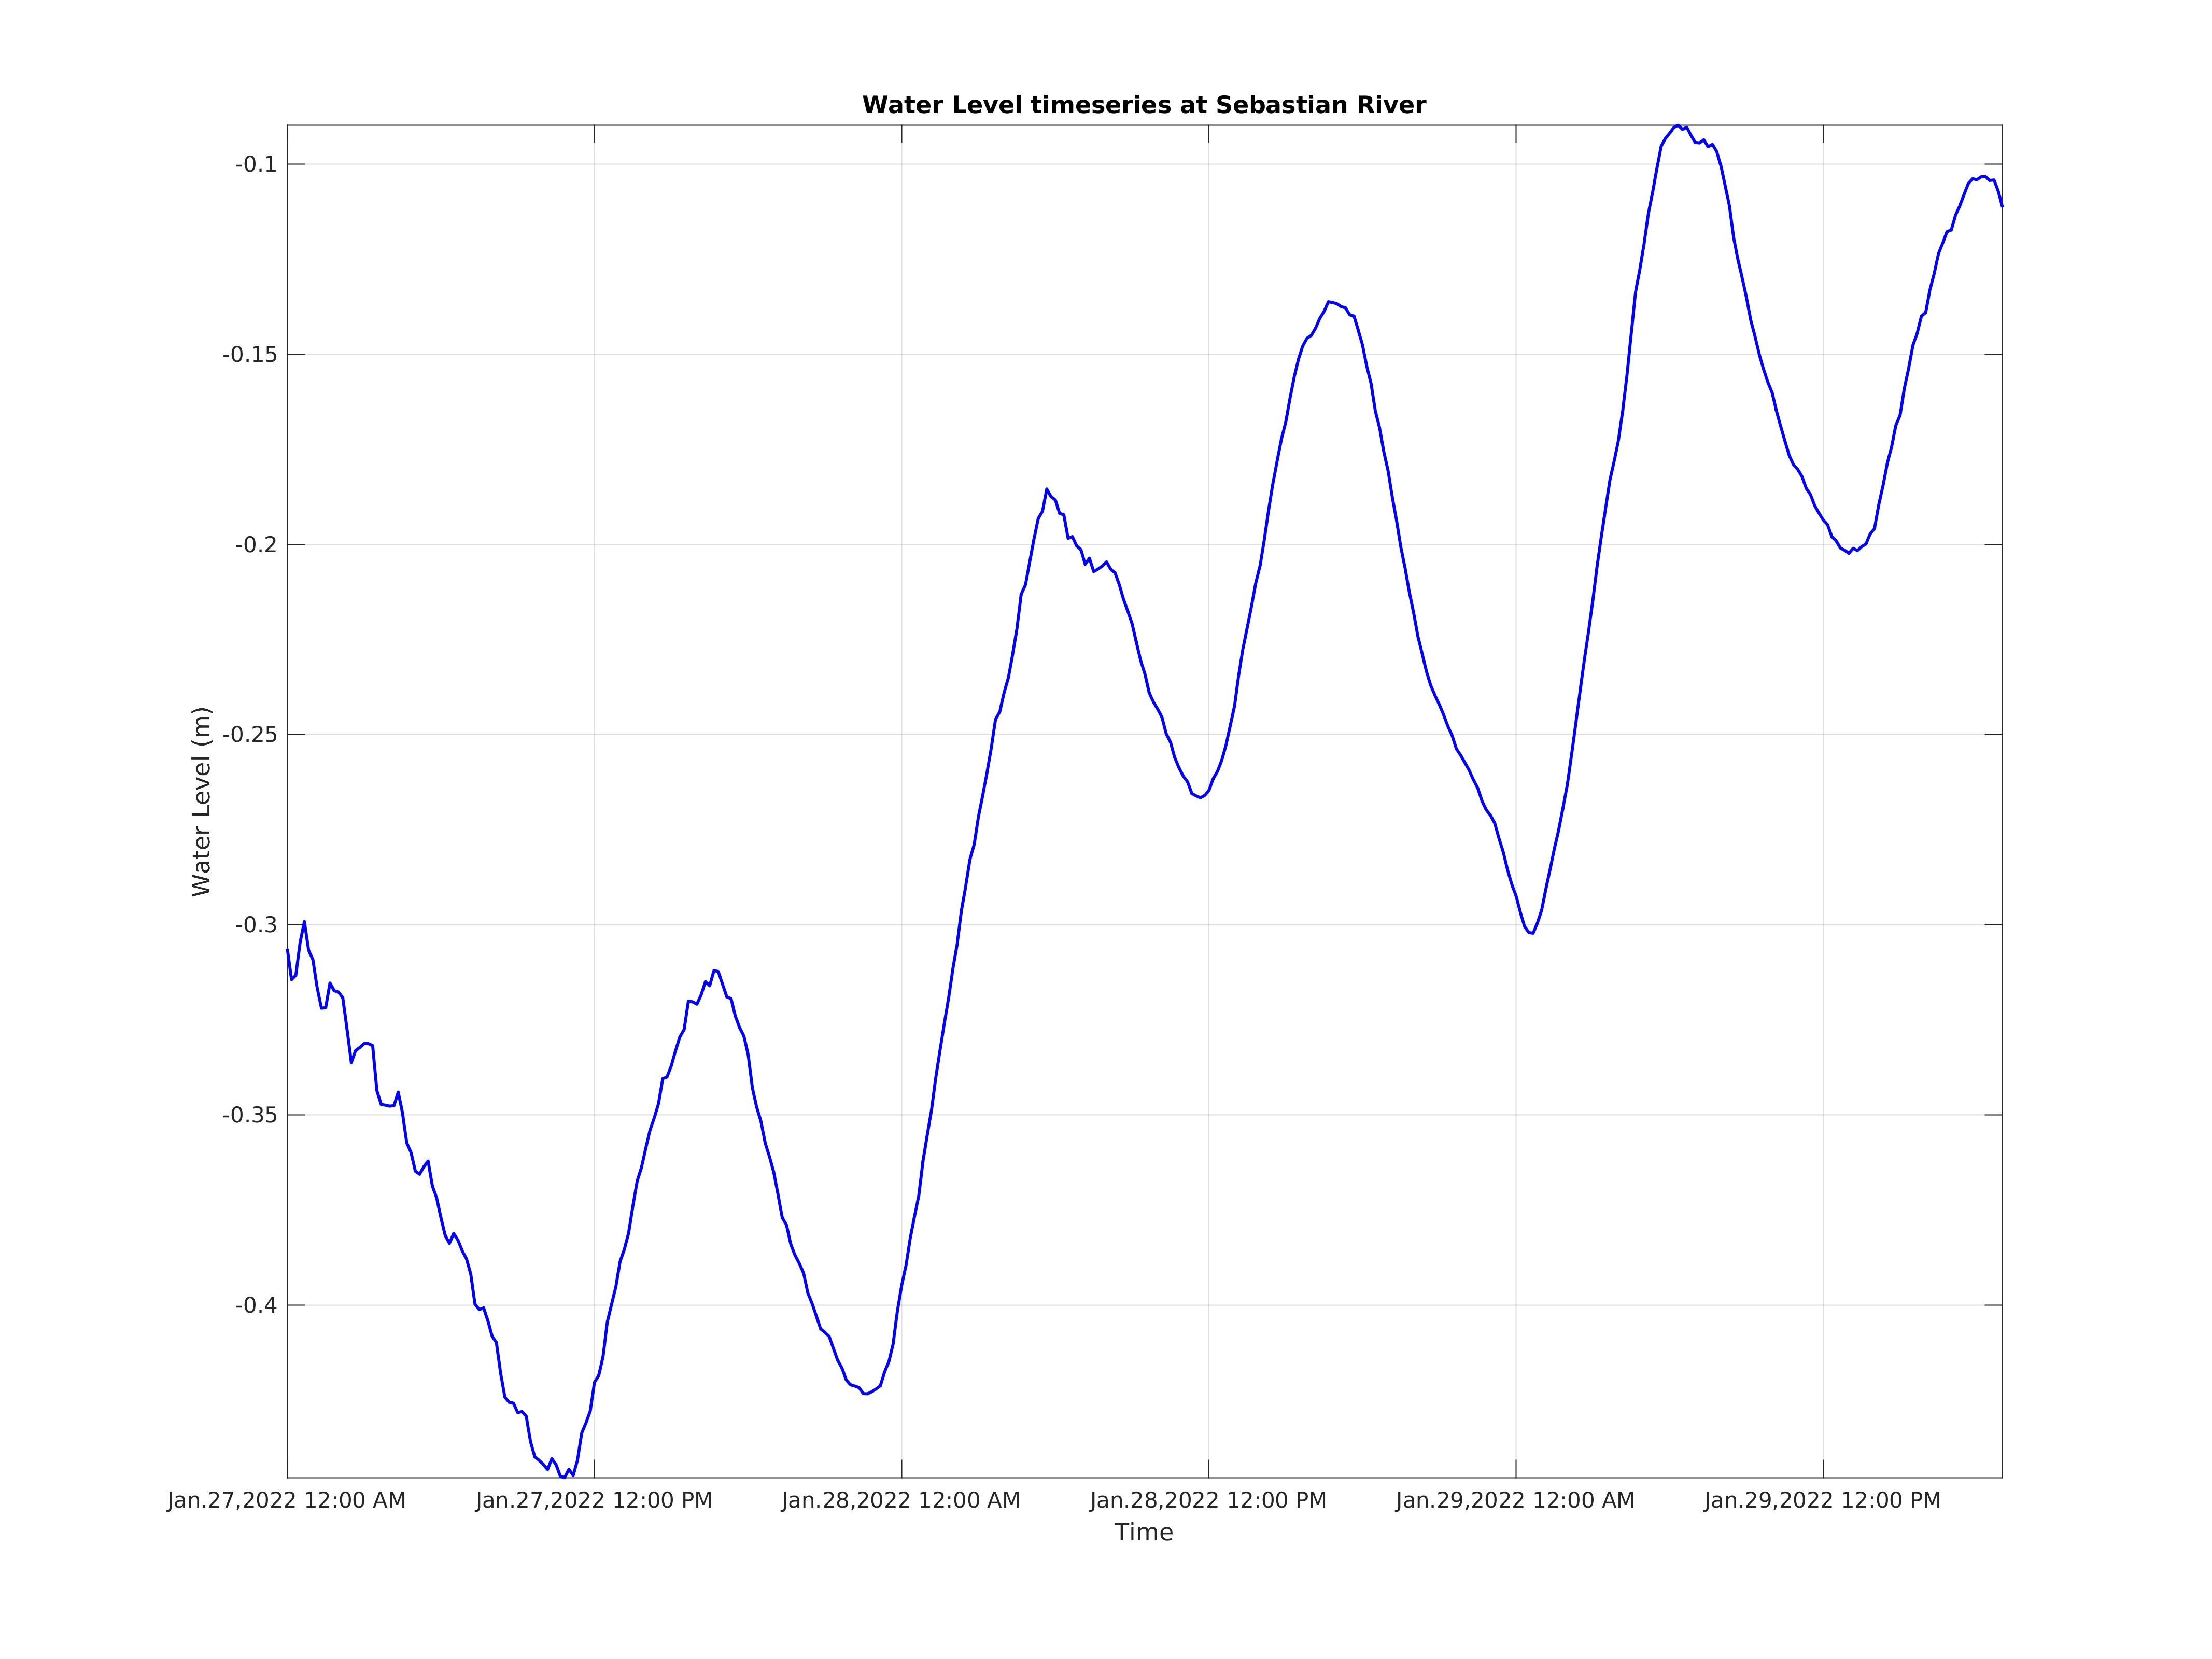 Water Level timeseries at Sebastian River
-0.1
-0.15
-0.2
-0.25
-0.3
-0.35
-0.4
Water Level (m)
Jan.27,2022 12:00 AM
Jan.27,2022 12:00 PM
Jan.28,2022 12:00 AM
Jan.28,2022 12:00 PM
Jan.29,2022 12:00 AM
Jan.29,2022 12:00 PM
Time